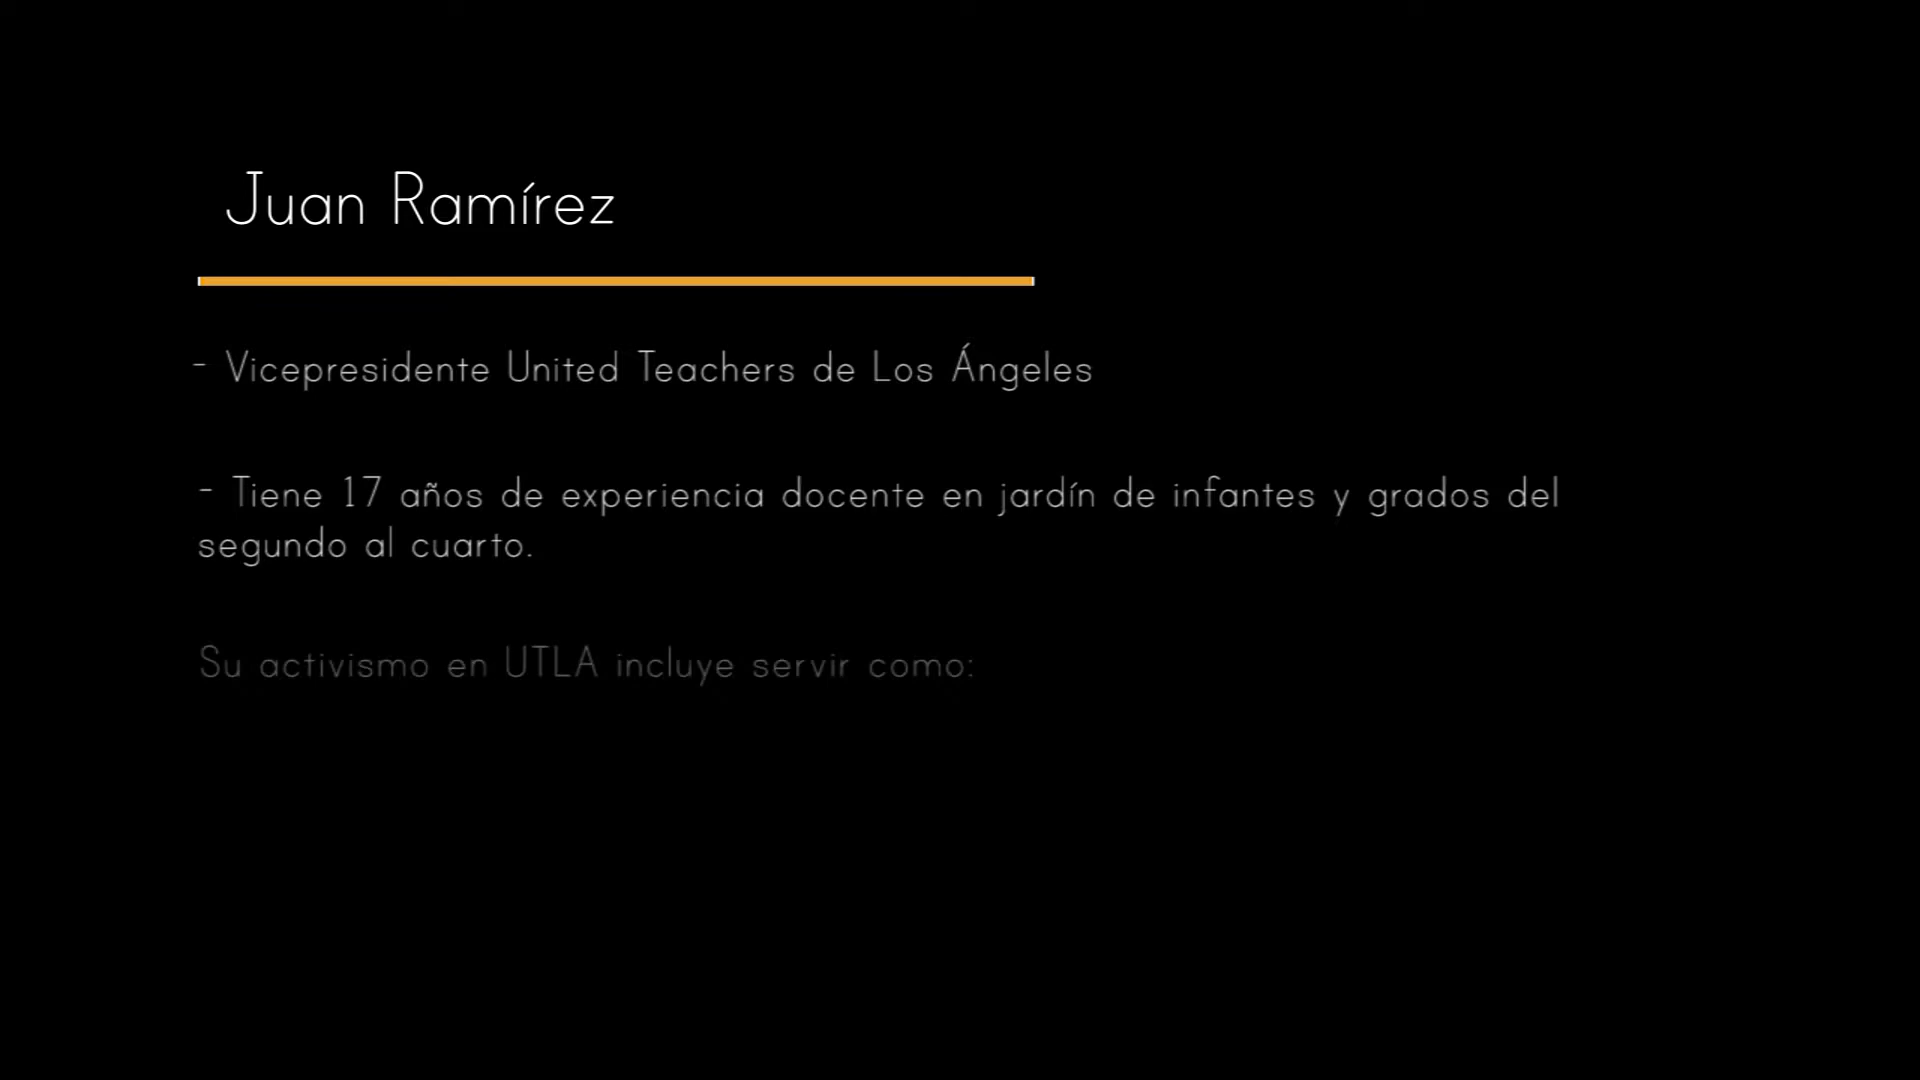 Juan Ramírez
- Vicepresidente United Teachers de Los Ángeles
- Tiene 17 años de experiencia docente en jardín de infantes y grados del
segundo al cuarto.
Su activismo en UTLA incluye servir como: